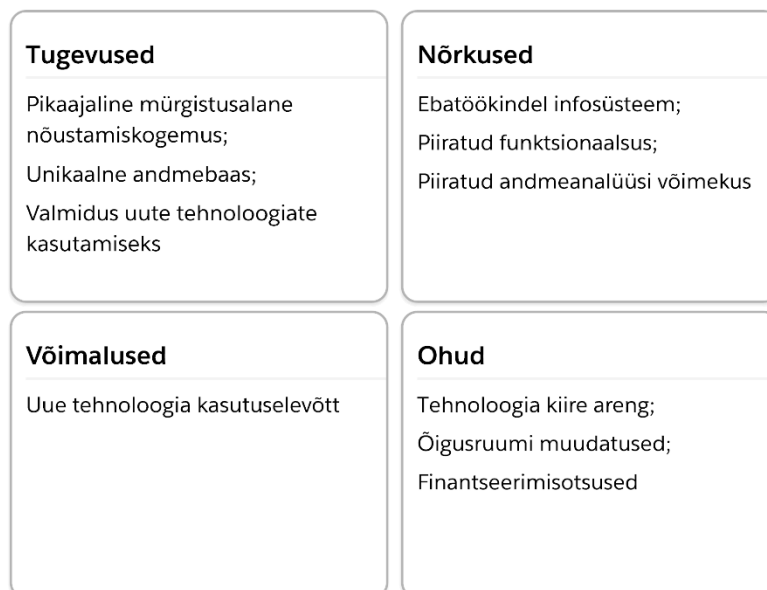 Tugevused
Pikaajaline mürgistusalane
nõustamiskogemus;
Unikaalne andmebaas;
Valmidus uute tehnoloogiate
kasutamiseks
Nõrkused
Ebatöökindel infosüsteem;
Piiratud funktsionaalsus;
Piiratud andmeanalüüsi võimekus
Võimalused
Uue tehnoloogia kasutuselevõtt
Ohud
Tehnoloogia kiire areng;
Õigusruumi muudatused;
Finantseerimisotsused